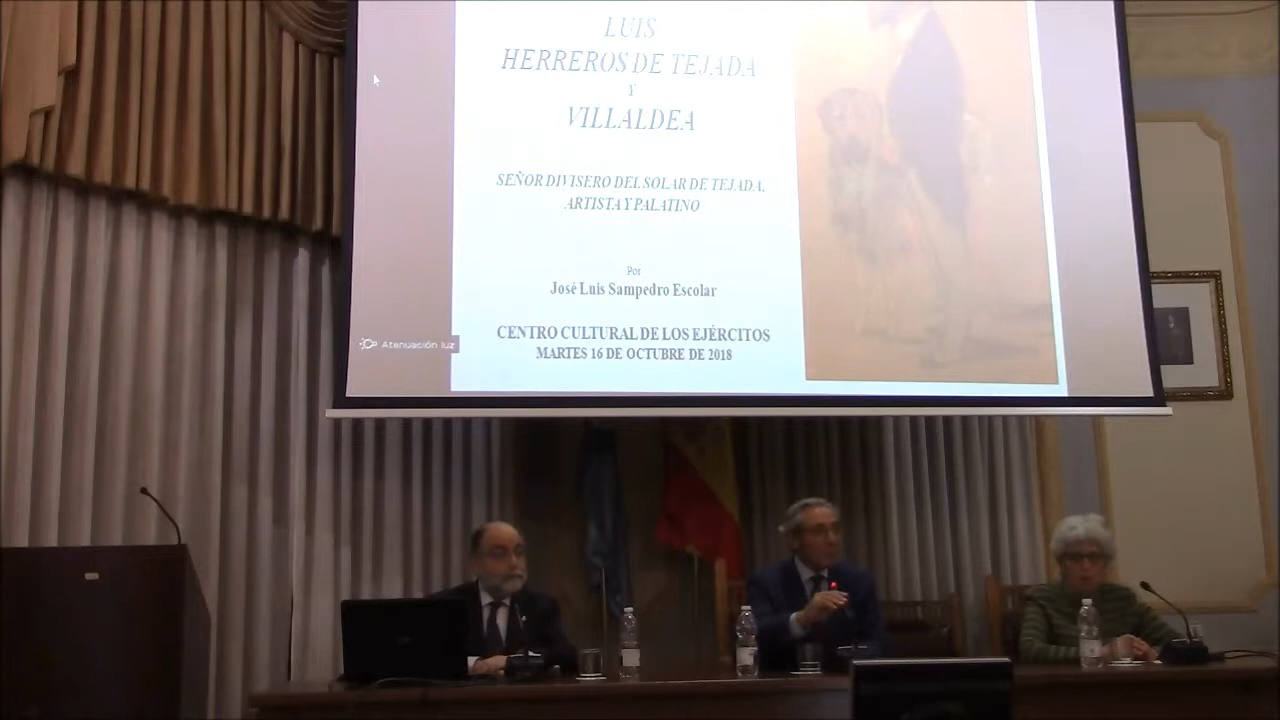 LUIS
HERREROS DE TEJADA
Y
VILLALDEA
SEÑOR DIVISERO DEL SOLAR DE TEJADA,
ARTISTA Y PALATINO
Por
José Luis Sampedro Escolar
CENTRO CULTURAL DE LOS EJÉRCITOS
MARTES 16 DE OCTUBRE DE 2018
Atenuación luz